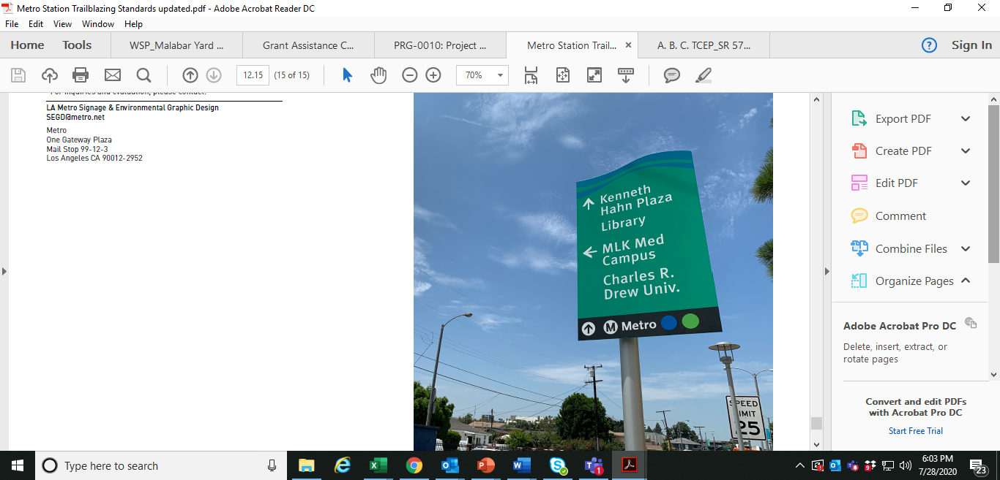 Metro Station Trailblazing Standards updated.pdf - Adobe Acrobat Reader DC
File Edit View Window Help
Home Tools WSP_Malabar Yard ... Grant Assistance C... PRG-0010: Project ... Metro Station Trail... × A. B. C. TCEP_SR 57... ? Sign In
12.15 (15 of 15) 70%
For inquiries and evaluation, please contact:
LA Metro Signage & Environmental Graphic Design
SEGD@metro.net
Metro
One Gateway Plaza
Mail Stop 99-12-3
Los Angeles CA 90012-2952
Kenneth
Hahn Plaza
Library
MLK Med
Campus
Charles R.
Drew Univ.
M Metro
SPEED
LIMIT
25
Export PDF
Create PDF
Edit PDF
Comment
Combine Files
Organize Pages
Adobe Acrobat Pro DC
Delete, insert, extract, or
rotate pages
Convert and edit PDFs
with Acrobat Pro DC
Start Free Trial
Type here to search
6:03 PM
7/28/2020
23